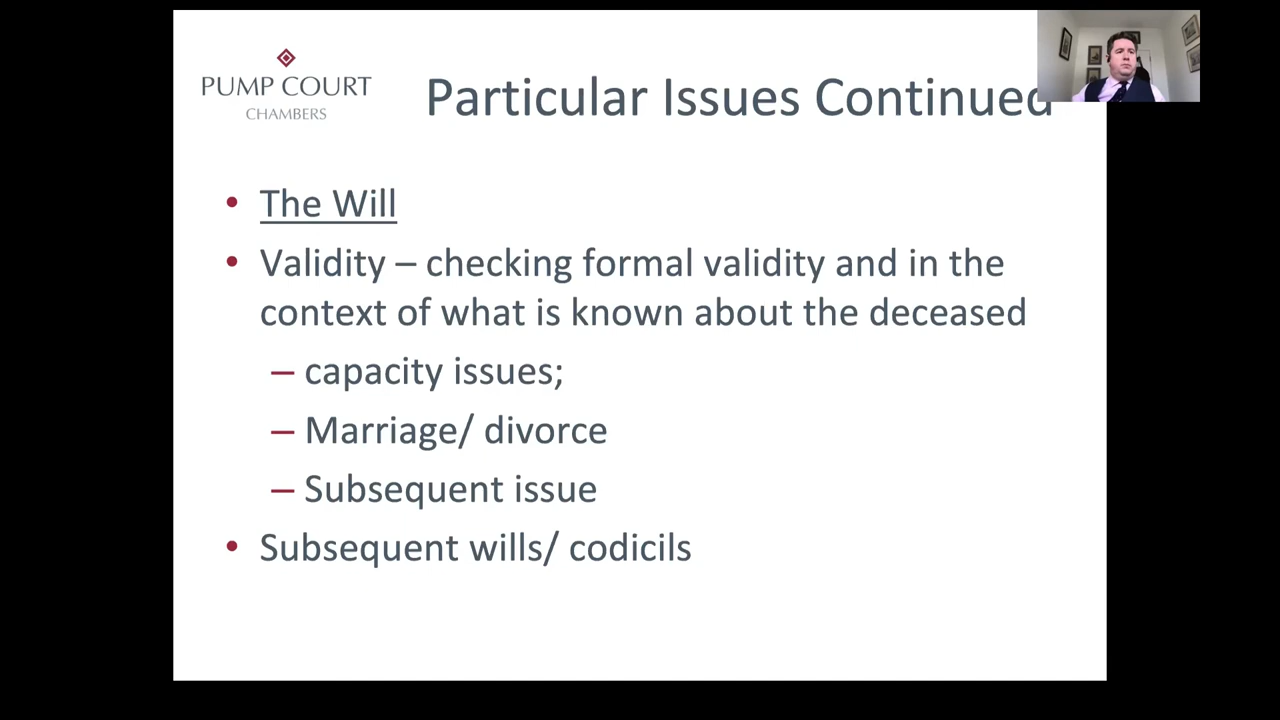 PUMP COURT
CHAMBERS
Particular Issues Continued
• The Will
• Validity – checking formal validity and in the
context of what is known about the deceased
– capacity issues;
– Marriage/ divorce
– Subsequent issue
• Subsequent wills/ codicils